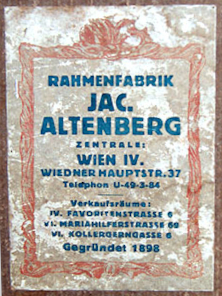 RAHMENFABRIK
JAC.
ALTENBERG
ZENTRALE:
WIEN IV.
WIEDNER HAUPTSTR. 37
Telephon U-49-3-84
Verkaufsräume:
IV. FAVORITENSTRASSE 6
VI. MARIAHILFERSTRASSE 69
VI. KOLLERGERNGASSE 6
Gegründet 1898